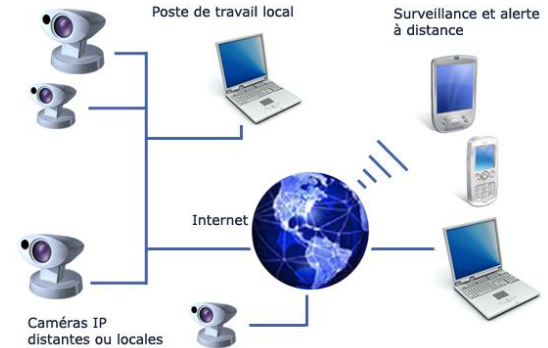 Poste de travail local
Surveillance et alerte
à distance
Internet
Caméras IP
distantes ou locales